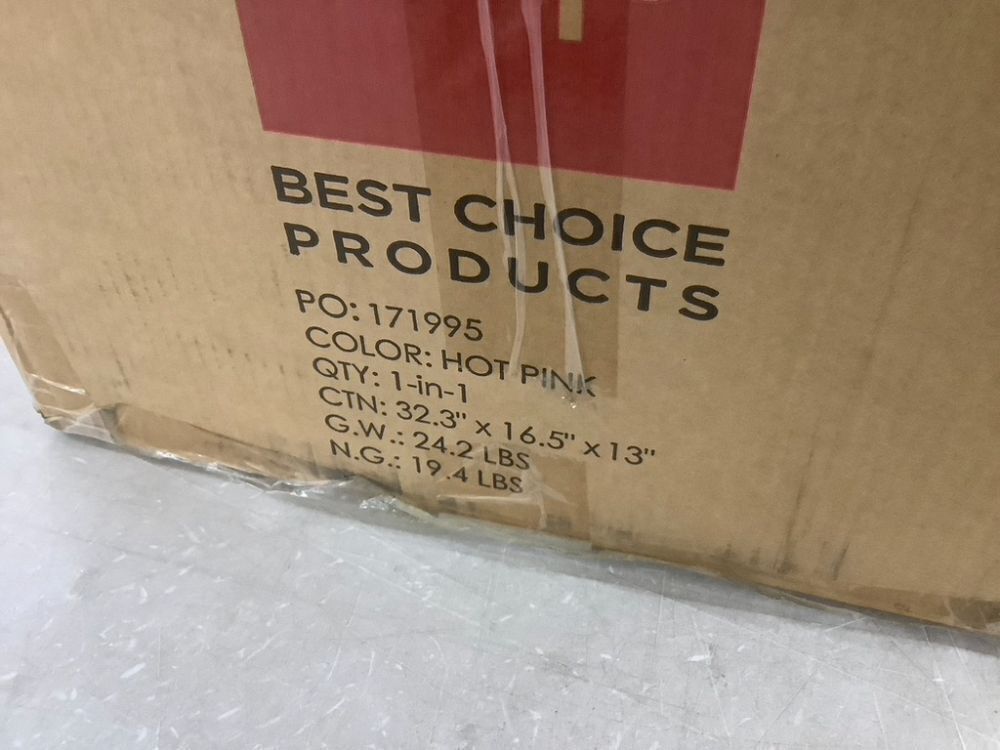 BEST CHOICE
PRODUCTS
PO: 171995
COLOR: HOT PINK
QTY: 1-in-1
CTN: 32.3" x 16.5" x 13"
G.W.: 24.2 LBS
N.G.: 19.4 LBS